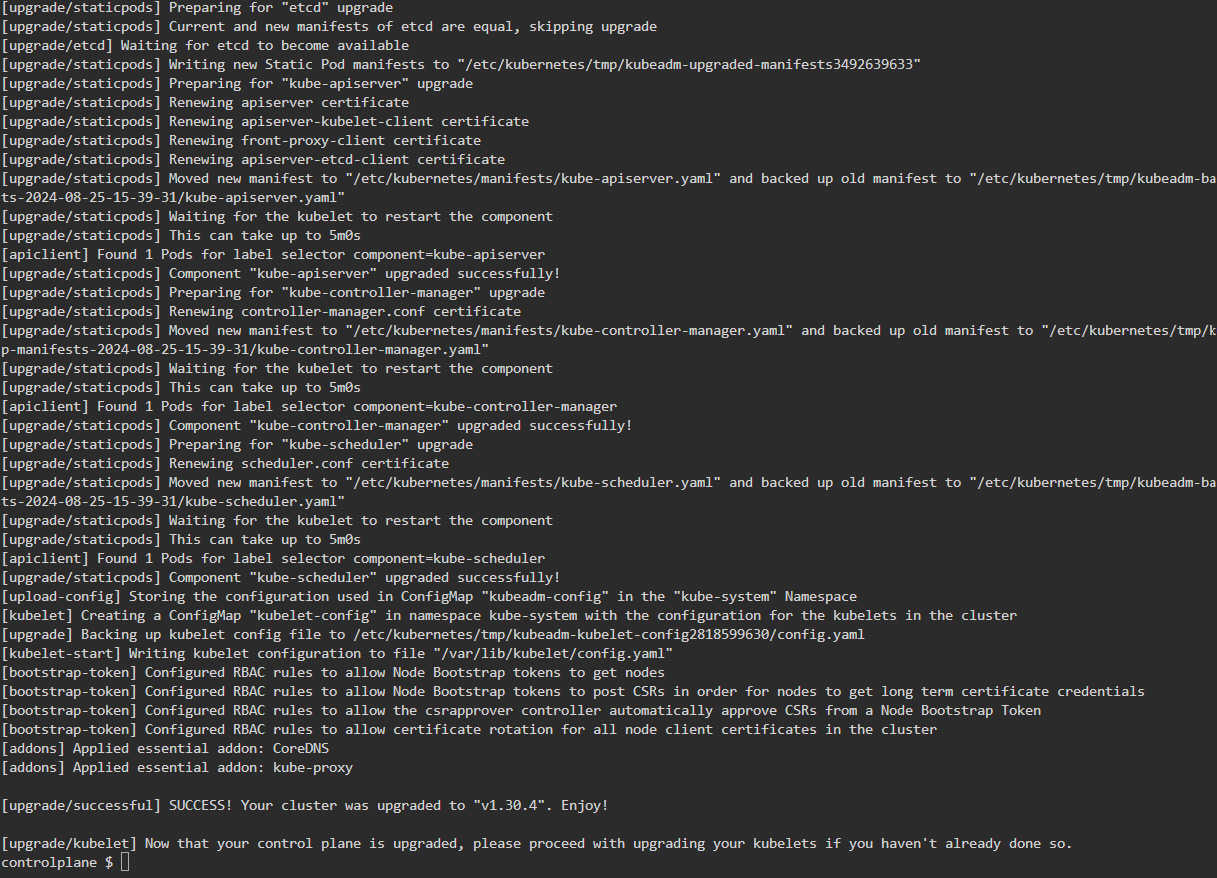 [upgrade/staticpods] Preparing for "etcd" upgrade
[upgrade/staticpods] Current and new manifests of etcd are equal, skipping upgrade
[upgrade/etcd] Waiting for etcd to become available
[upgrade/staticpods] Writing new Static Pod manifests to "/etc/kubernetes/tmp/kubeadm-upgraded-manifests3492639633"
[upgrade/staticpods] Preparing for "kube-apiserver" upgrade
[upgrade/staticpods] Renewing apiserver certificate
[upgrade/staticpods] Renewing apiserver-kubelet-client certificate
[upgrade/staticpods] Renewing front-proxy-client certificate
[upgrade/staticpods] Renewing apiserver-etcd-client certificate
[upgrade/staticpods] Moved new manifest to "/etc/kubernetes/manifests/kube-apiserver.yaml" and backed up old manifest to "/etc/kubernetes/tmp/kubeadm-ba
ts-2024-08-25-15-39-31/kube-apiserver.yaml"
[upgrade/staticpods] Waiting for the kubelet to restart the component
[upgrade/staticpods] This can take up to 5m0s
[apiclient] Found 1 Pods for label selector component=kube-apiserver
[upgrade/staticpods] Component "kube-apiserver" upgraded successfully!
[upgrade/staticpods] Preparing for "kube-controller-manager" upgrade
[upgrade/staticpods] Renewing controller-manager.conf certificate
[upgrade/staticpods] Moved new manifest to "/etc/kubernetes/manifests/kube-controller-manager.yaml" and backed up old manifest to "/etc/kubernetes/tmp/k
p-manifests-2024-08-25-15-39-31/kube-controller-manager.yaml"
[upgrade/staticpods] Waiting for the kubelet to restart the component
[upgrade/staticpods] This can take up to 5m0s
[apiclient] Found 1 Pods for label selector component=kube-controller-manager
[upgrade/staticpods] Component "kube-controller-manager" upgraded successfully!
[upgrade/staticpods] Preparing for "kube-scheduler" upgrade
[upgrade/staticpods] Renewing scheduler.conf certificate
[upgrade/staticpods] Moved new manifest to "/etc/kubernetes/manifests/kube-scheduler.yaml" and backed up old manifest to "/etc/kubernetes/tmp/kubeadm-ba
ts-2024-08-25-15-39-31/kube-scheduler.yaml"
[upgrade/staticpods] Waiting for the kubelet to restart the component
[upgrade/staticpods] This can take up to 5m0s
[apiclient] Found 1 Pods for label selector component=kube-scheduler
[upgrade/staticpods] Component "kube-scheduler" upgraded successfully!
[upload-config] Storing the configuration used in ConfigMap "kubeadm-config" in the "kube-system" Namespace
[kubelet] Creating a ConfigMap "kubelet-config" in namespace kube-system with the configuration for the kubelets in the cluster
[upgrade] Backing up kubelet config file to /etc/kubernetes/tmp/kubeadm-kubelet-config2818599630/config.yaml
[kubelet-start] Writing kubelet configuration to file "/var/lib/kubelet/config.yaml"
[bootstrap-token] Configured RBAC rules to allow Node Bootstrap tokens to get nodes
[bootstrap-token] Configured RBAC rules to allow Node Bootstrap tokens to post CSRs in order for nodes to get long term certificate credentials
[bootstrap-token] Configured RBAC rules to allow the csrapprover controller automatically approve CSRs from a Node Bootstrap Token
[bootstrap-token] Configured RBAC rules to allow certificate rotation for all node client certificates in the cluster
[addons] Applied essential addon: CoreDNS
[addons] Applied essential addon: kube-proxy
[upgrade/successful] SUCCESS! Your cluster was upgraded to "v1.30.4". Enjoy!
[upgrade/kubelet] Now that your control plane is upgraded, please proceed with upgrading your kubelets if you haven't already done so.
controlplane $